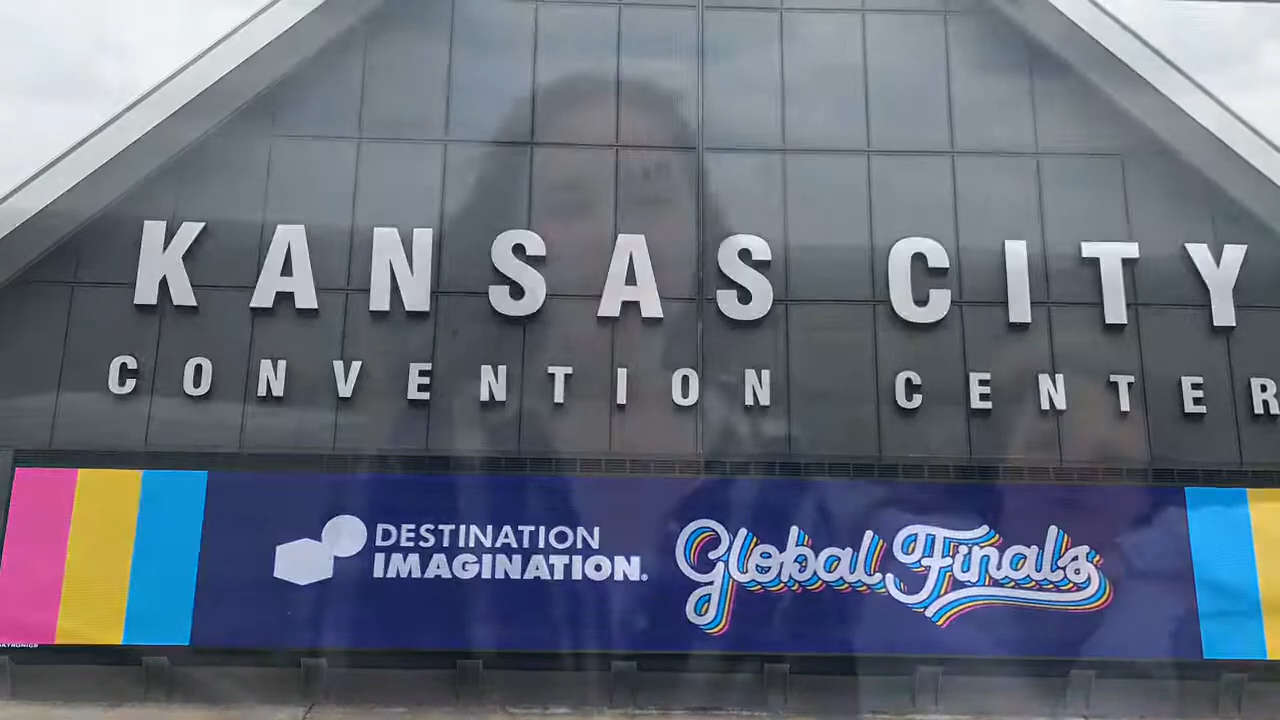 KANSAS CITY
CONVENTION CENTER
DESTINATION
IMAGINATION.
Global Finals